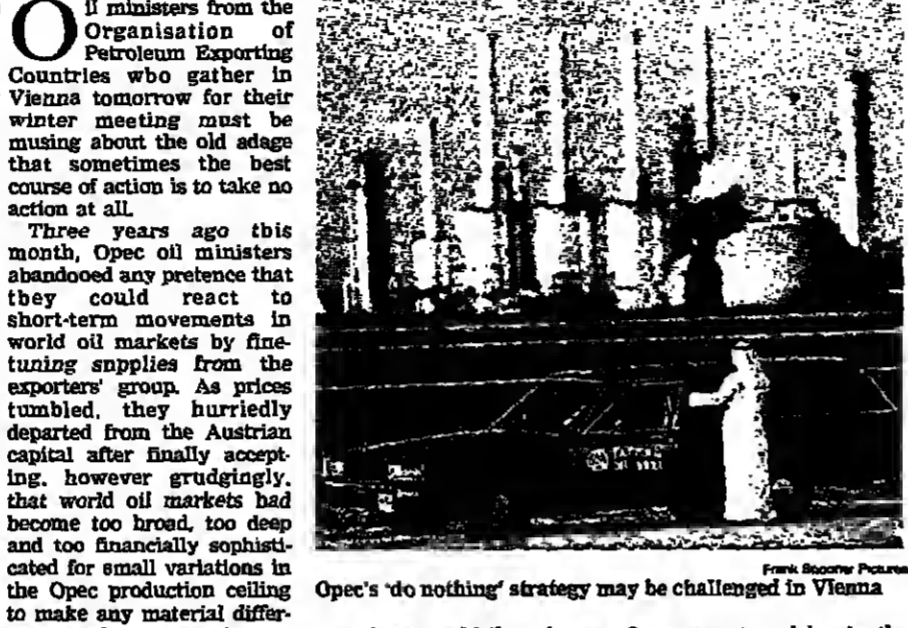 Oil ministers from the
Organisation of
Petroleum Exporting
Countries who gather in
Vienna tomorrow for their
winter meeting must be
musing about the old adage
that sometimes the best
course of action is to take no
action at all.
Three years ago this
month, Opec oil ministers
abandoned any pretence that
they could react to
short-term movements in
world oil markets by fine-
tuning supplies from the
exporters' group. As prices
tumbled, they hurriedly
departed from the Austrian
capital after finally accept-
ing, however grudgingly,
that world oil markets had
become too broad, too deep
and too financially sophisti-
cated for small variations in
the Opec production ceiling
to make any material differ-
Frank Spooner Pictures
Opec's 'do nothing' strategy may be challenged in Vienna